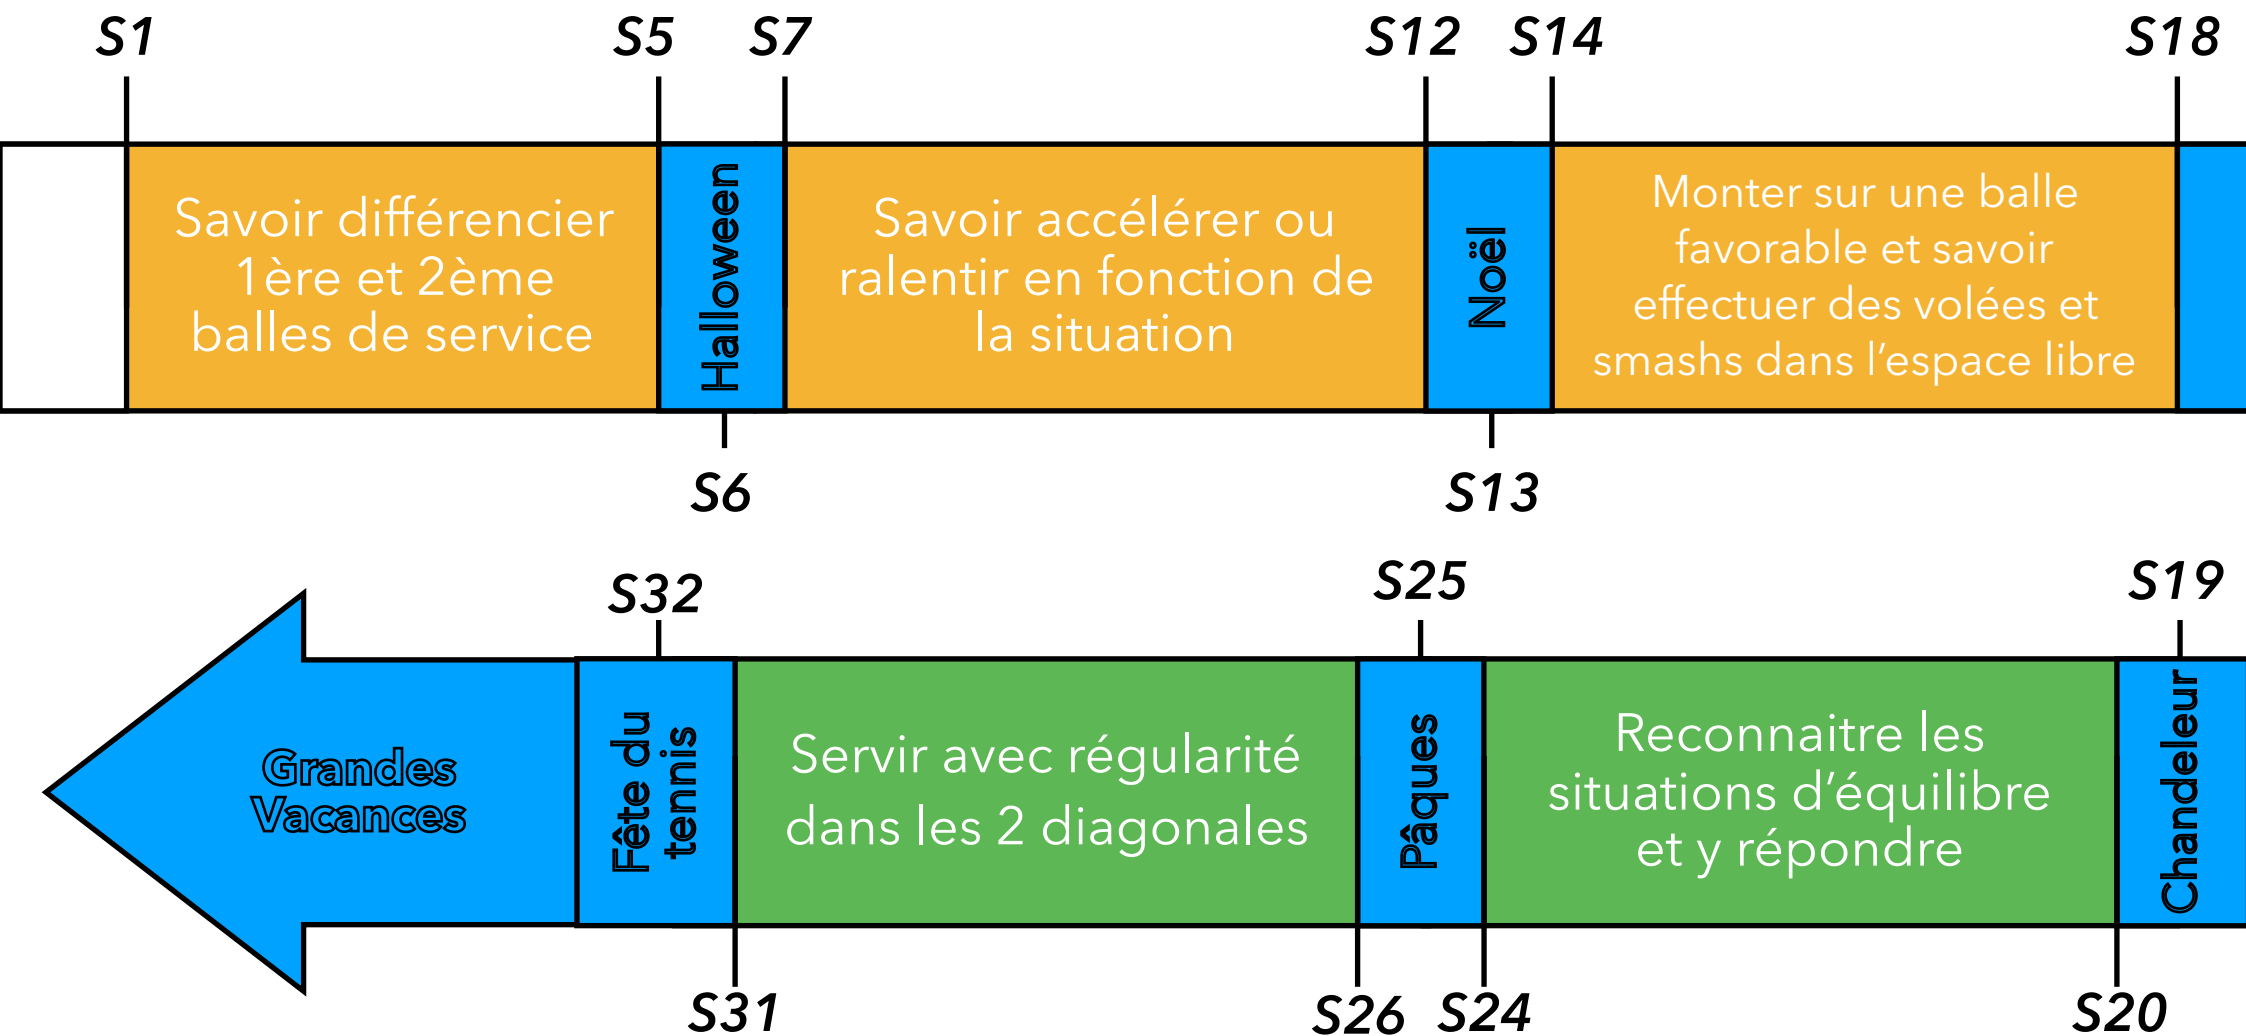 S1
S5
S7
S12
S14
S18
Savoir différencier
1ère et 2ème
balles de service
Halloween
Savoir accélérer ou
ralentir en fonction de
la situation
Noël
Monter sur une balle
favorable et savoir
effectuer des volées et
smashs dans l'espace libre
S6
S13
S32
S25
S19
Grandes
Vacances
Fête du
tennis
Servir avec régularité
dans les 2 diagonales
Pâques
Reconnaitre les
situations d'équilibre
et y répondre
Chandeleur
S31
S26
S24
S20